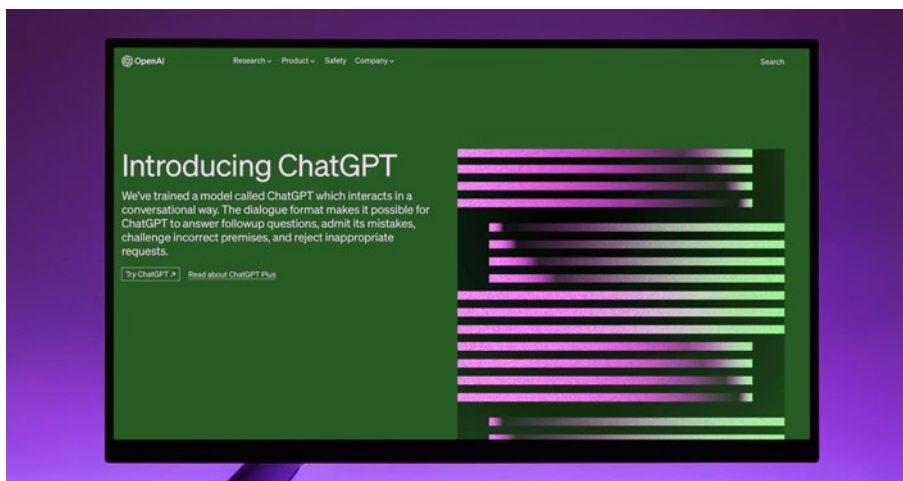 OpenAI Research Product Safety Company Search
Introducing ChatGPT
We've trained a model called ChatGPT which interacts in a
conversational way. The dialogue format makes it possible for
ChatGPT to answer followup questions, admit its mistakes,
challenge incorrect premises, and reject inappropriate
requests.
Try ChatGPT ↗ Read about ChatGPT Plus